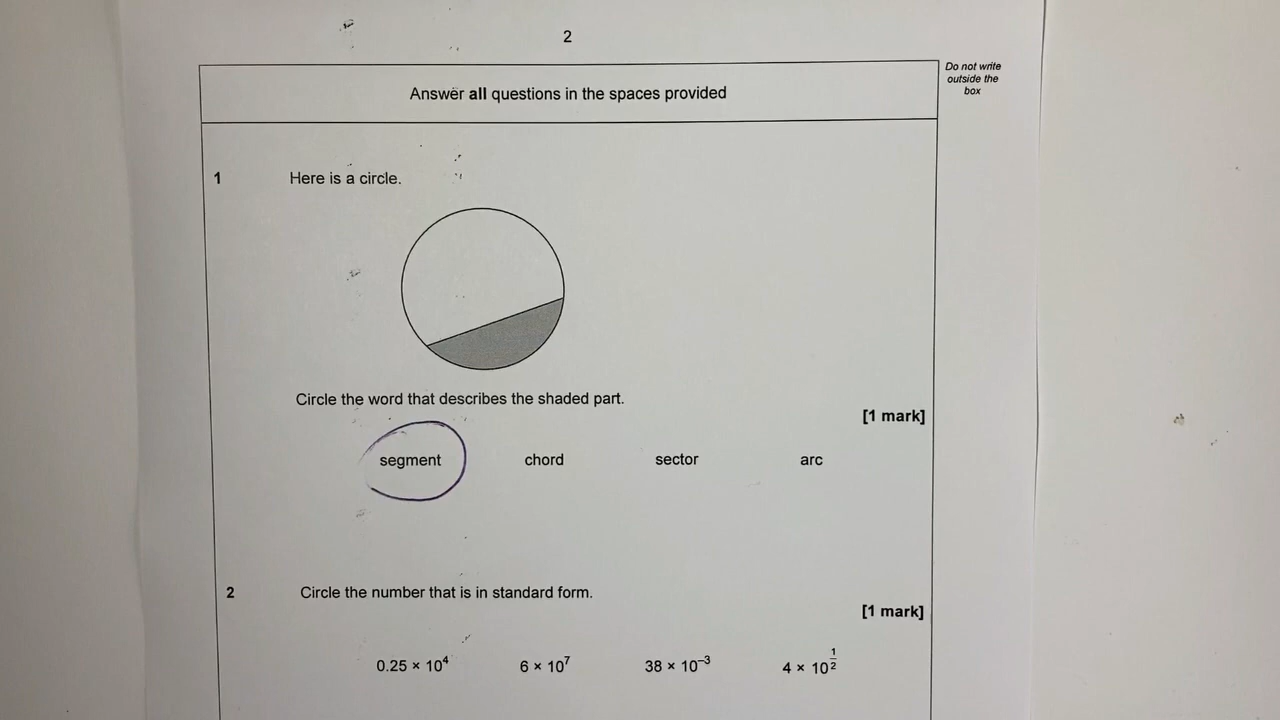 2
Answer all questions in the spaces provided
Do not write
outside the
box
1 Here is a circle.
Circle the word that describes the shaded part.
[1 mark]
segment chord sector arc
2 Circle the number that is in standard form.
[1 mark]
0.25 × 10⁴ 6 × 10⁷ 38 × 10⁻³ 4 × 10^(1/2)